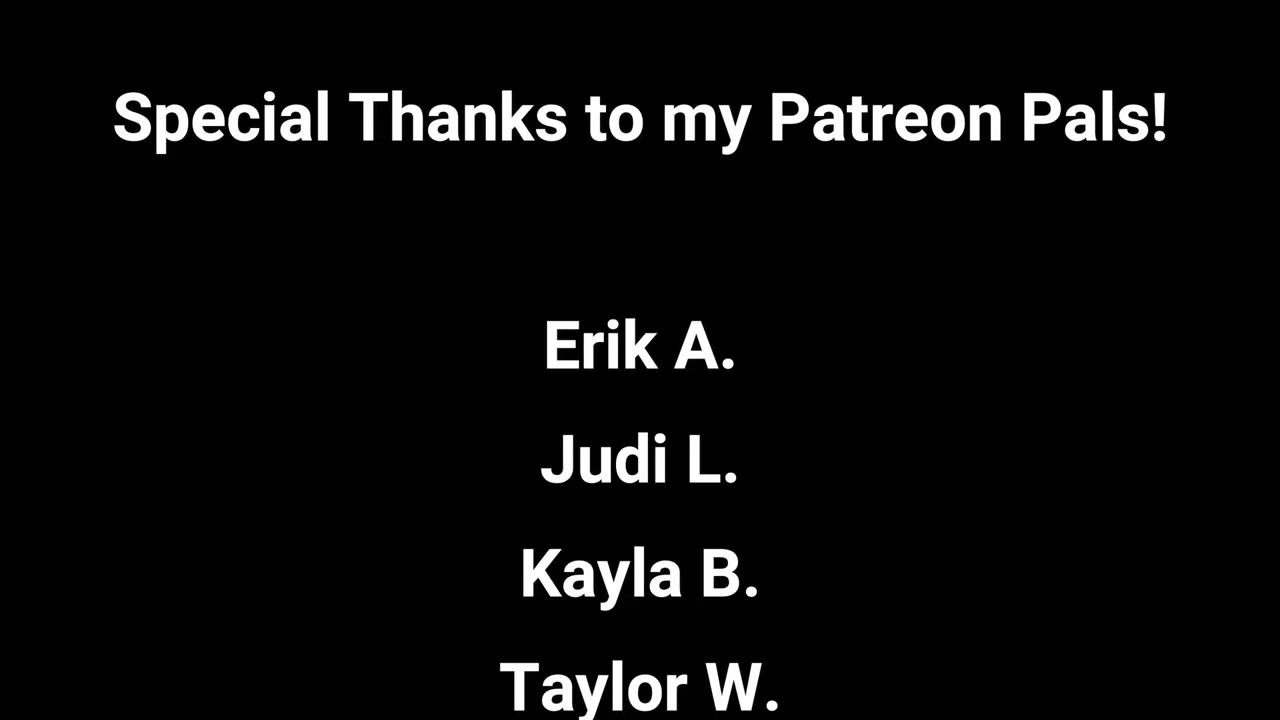 Special Thanks to my Patreon Pals!
Erik A.
Judi L.
Kayla B.
Taylor W.